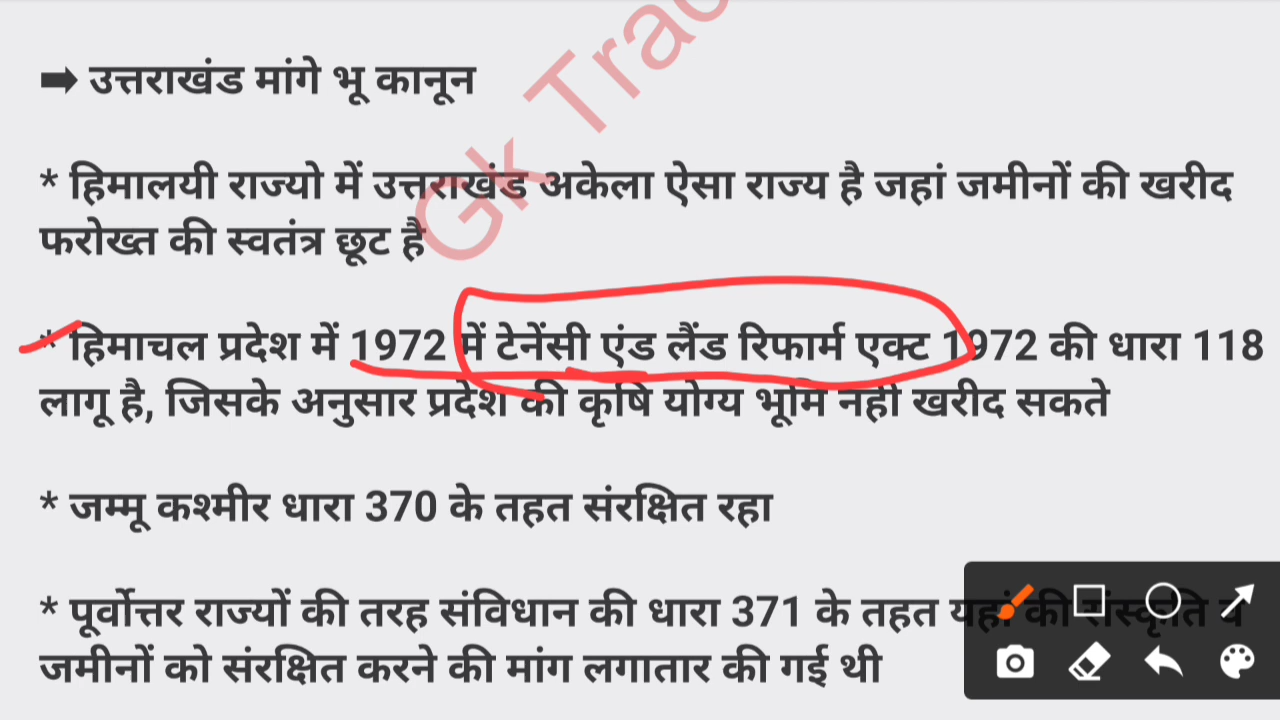 ➡ उत्तराखंड मांगे भू कानून
* हिमालयी राज्यो में उत्तराखंड अकेला ऐसा राज्य है जहां जमीनों की खरीद
फरोख्त की स्वतंत्र छूट है
* हिमाचल प्रदेश में 1972 में टेनेंसी एंड लैंड रिफार्म एक्ट 1972 की धारा 118
लागू है, जिसके अनुसार प्रदेश की कृषि योग्य भूमि नही खरीद सकते
* जम्मू कश्मीर धारा 370 के तहत संरक्षित रहा
* पूर्वोत्तर राज्यों की तरह संविधान की धारा 371 के तहत यहां की संस्कृति व
जमीनों को संरक्षित करने की मांग लगातार की गई थी
Gk